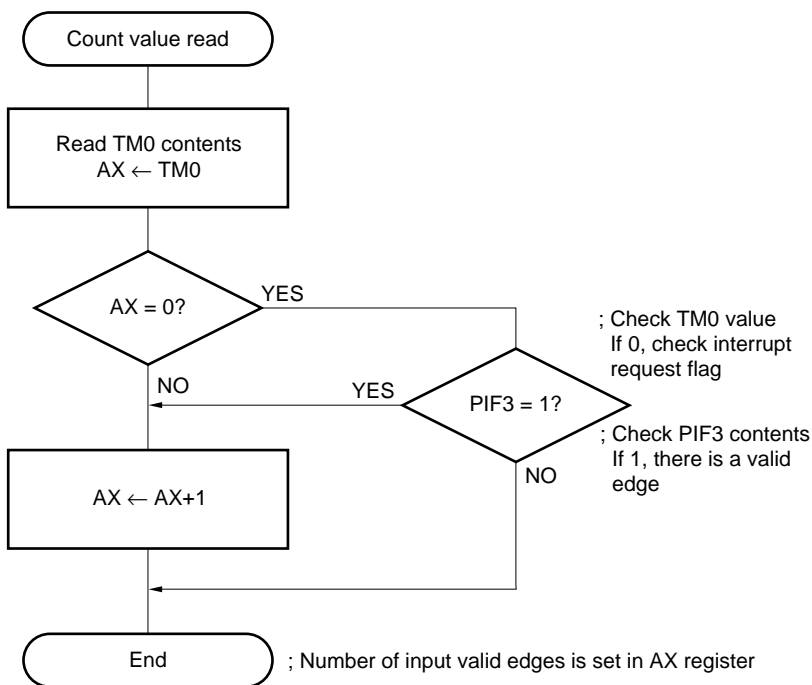 Count value read
Read TM0 contents
AX ← TM0
AX = 0?
YES
NO
; Check TM0 value
If 0, check interrupt
request flag
YES
PIF3 = 1?
; Check PIF3 contents
If 1, there is a valid
edge
NO
AX ← AX+1
End
; Number of input valid edges is set in AX register